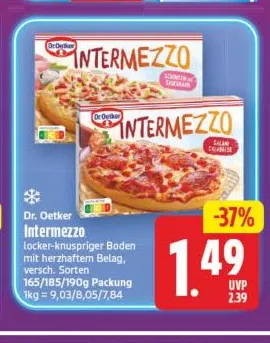 Dr.Oetker
INTERMEZZO
Dr.Oetker
INTERMEZZO
SALAMI
CALABRESE
Dr. Oetker
Intermezzo
locker-knuspriger Boden
mit herzhaftem Belag,
versch. Sorten
165/185/190g Packung
1kg = 9,03/8,05/7,84
-37%
1.49
UVP
2.39